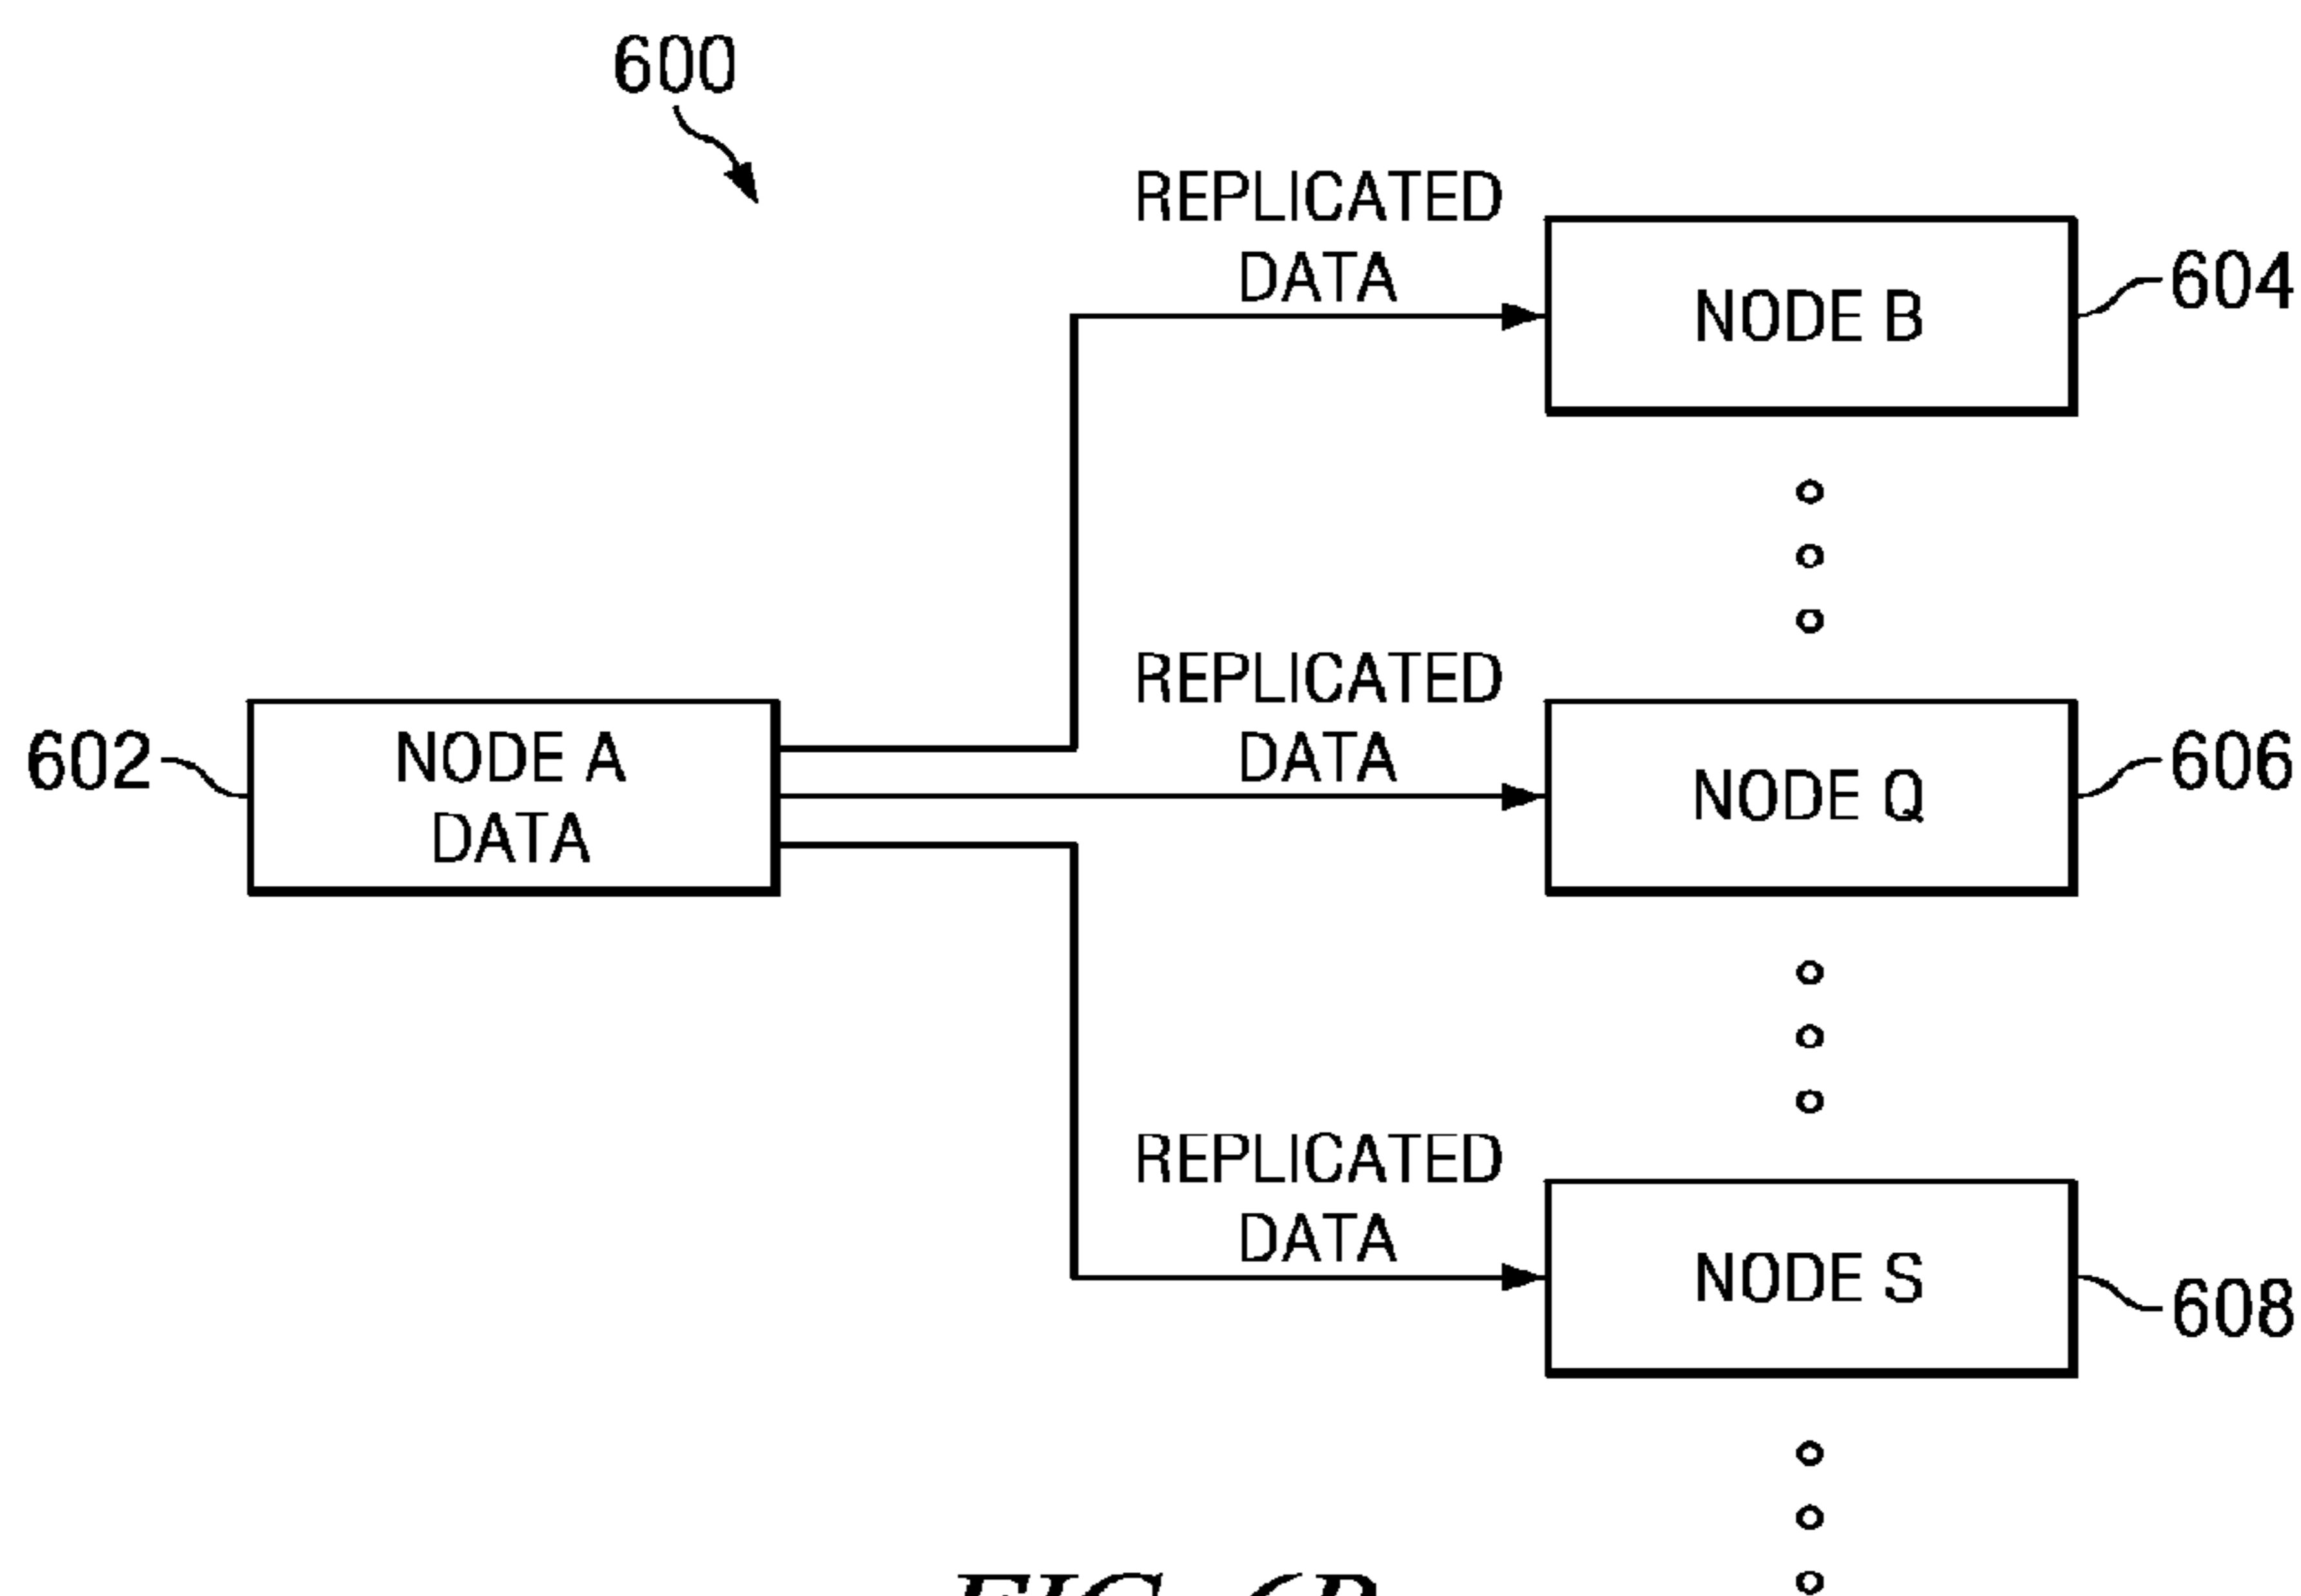 600
REPLICATED
DATA
NODE B
604
REPLICATED
DATA
602
NODE A
DATA
NODE Q
606
REPLICATED
DATA
NODE S
608